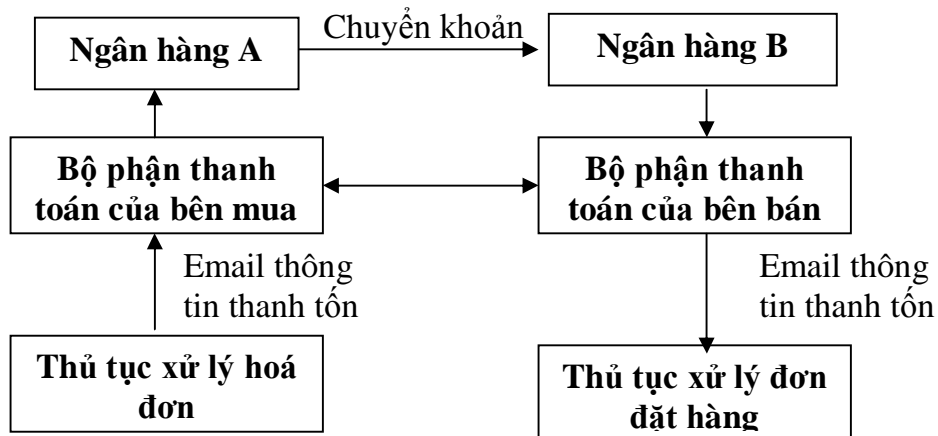 Ngân hàng A
Chuyển khoản
Ngân hàng B
Bộ phận thanh
toán của bên mua
Bộ phận thanh
toán của bên bán
Email thông
tin thanh tốn
Email thông
tin thanh tốn
Thủ tục xử lý hoá
đơn
Thủ tục xử lý đơn
đặt hàng